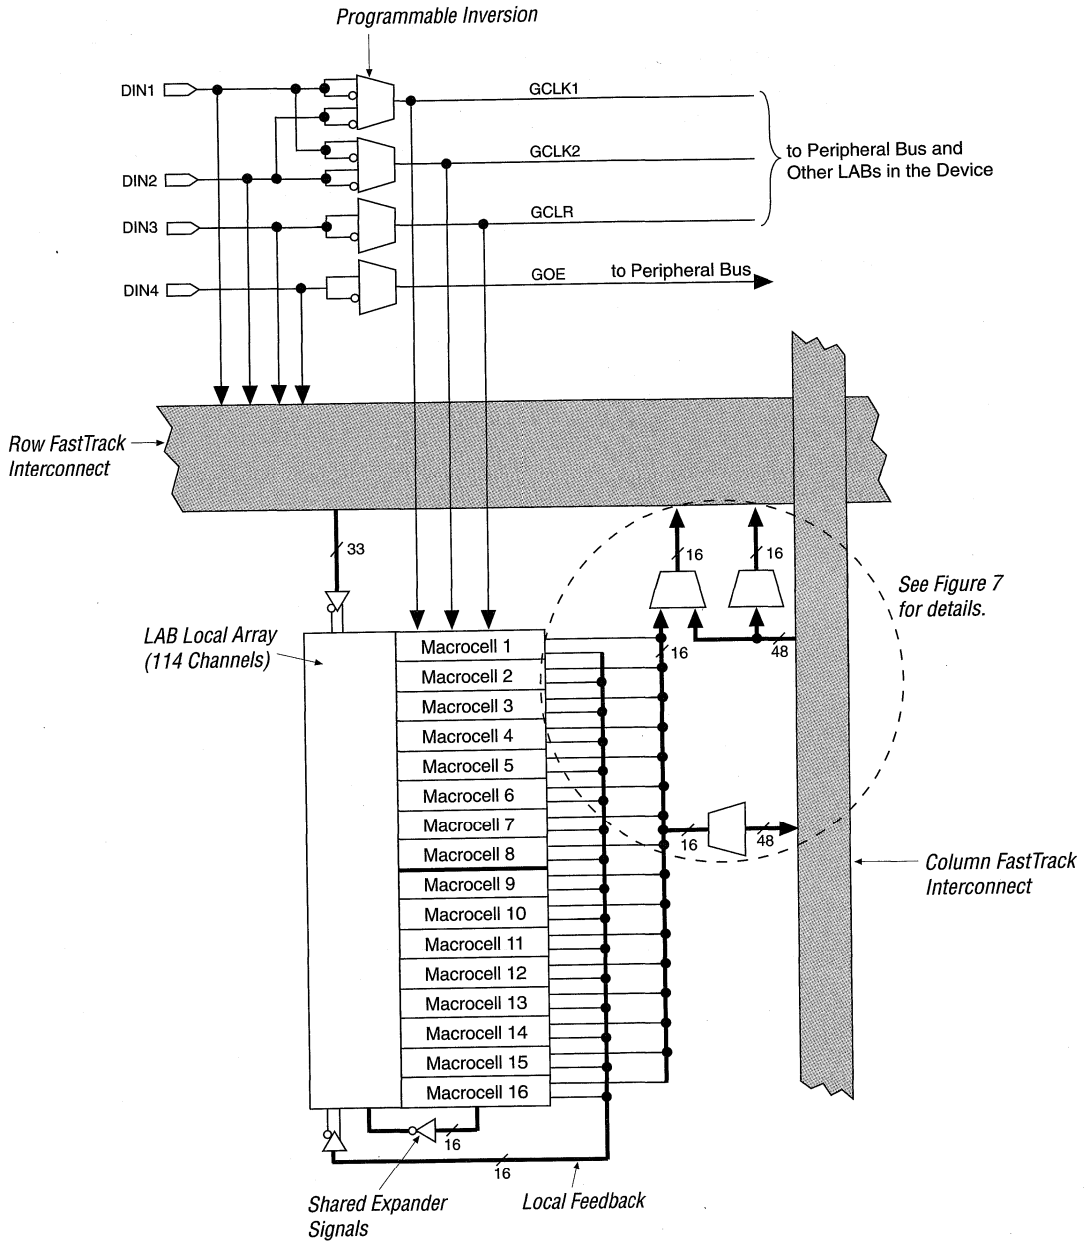 Programmable Inversion
DIN1
GCLK1
to Peripheral Bus and
Other LABs in the Device
GCLK2
DIN2
DIN3
GCLR
DIN4
GOE
to Peripheral Bus
Row FastTrack
Interconnect
33
16
16
See Figure 7
for details.
LAB Local Array
(114 Channels)
16
48
Macrocell 1
Macrocell 2
Macrocell 3
Macrocell 4
Macrocell 5
Macrocell 6
Macrocell 7
Macrocell 8
Macrocell 9
Macrocell 10
Macrocell 11
Macrocell 12
Macrocell 13
Macrocell 14
Macrocell 15
Macrocell 16
16
48
Column FastTrack
Interconnect
16
16
Shared Expander
Signals
Local Feedback